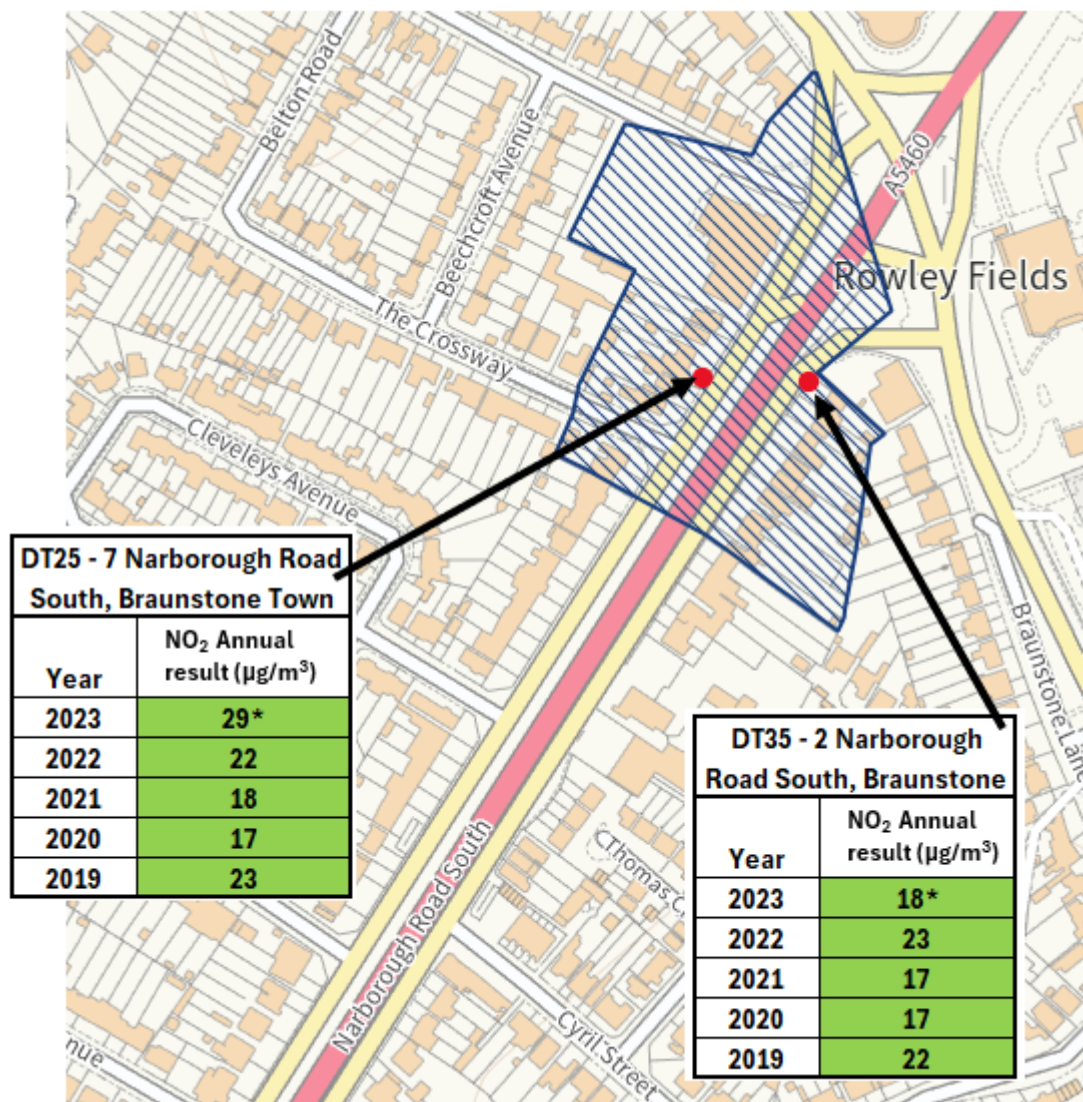 Belton Road
Beechcroft Avenue
A5460
Rowley Fields
The Crossway
Cleveleys Avenue
DT25 - 7 Narborough Road
South, Braunstone Town
Year
NO₂ Annual
result (µg/m³)
2023 29*
2022 22
2021 18
2020 17
2019 23
Braunstone Lane
DT35 - 2 Narborough
Road South, Braunstone
Year
NO₂ Annual
result (µg/m³)
2023 18*
2022 23
2021 17
2020 17
2019 22
CThomas C
Narborough Road South
Cyril Street
nue